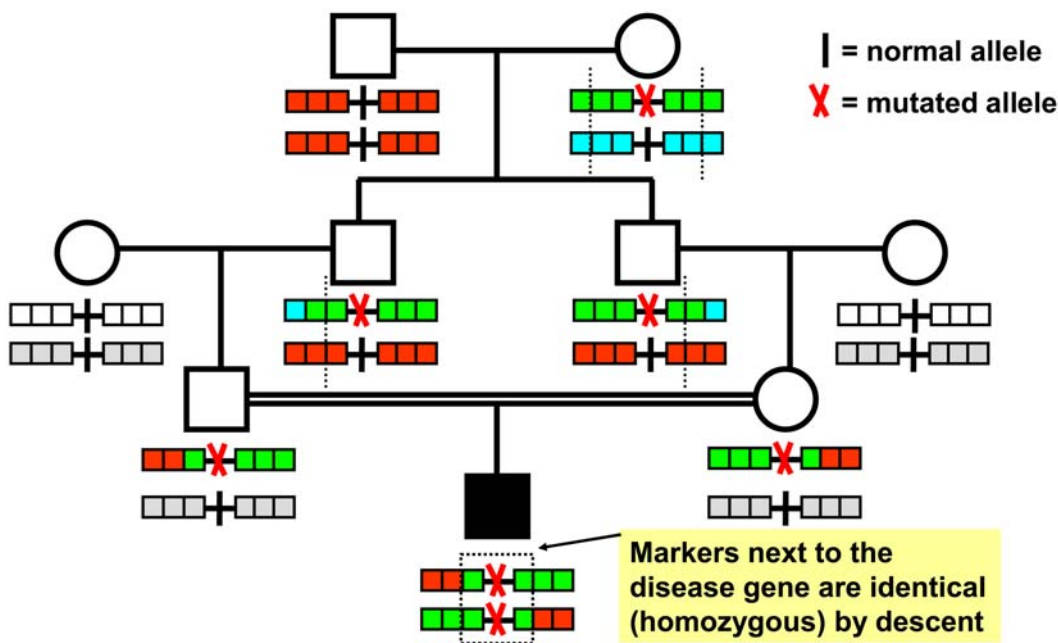 = normal allele
= mutated allele
Markers next to the
disease gene are identical
(homozygous) by descent